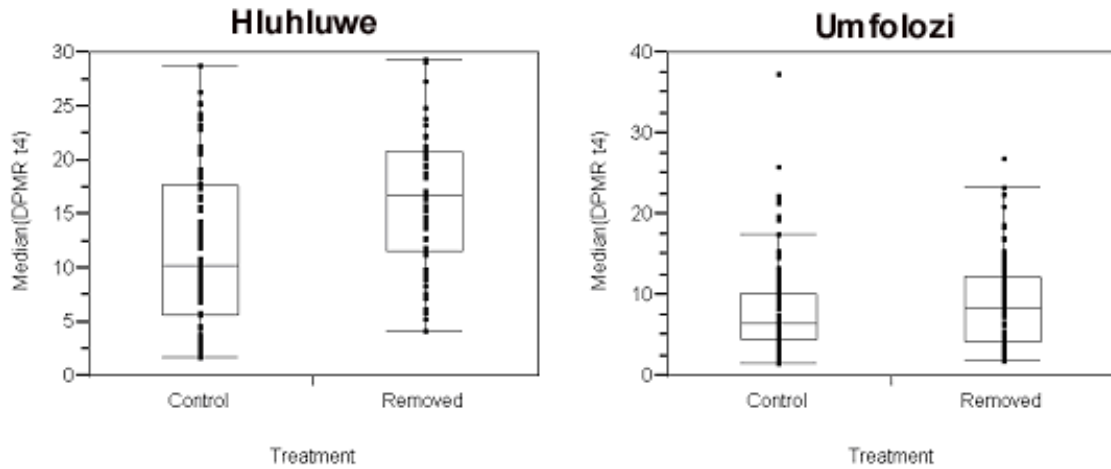 Hluhluwe
30
25
20
15
10
5
0
Median(DPMR t4)
Control
Removed
Treatment
Umfolozi
40
30
20
10
0
Median(DPMR t4)
Control
Removed
Treatment